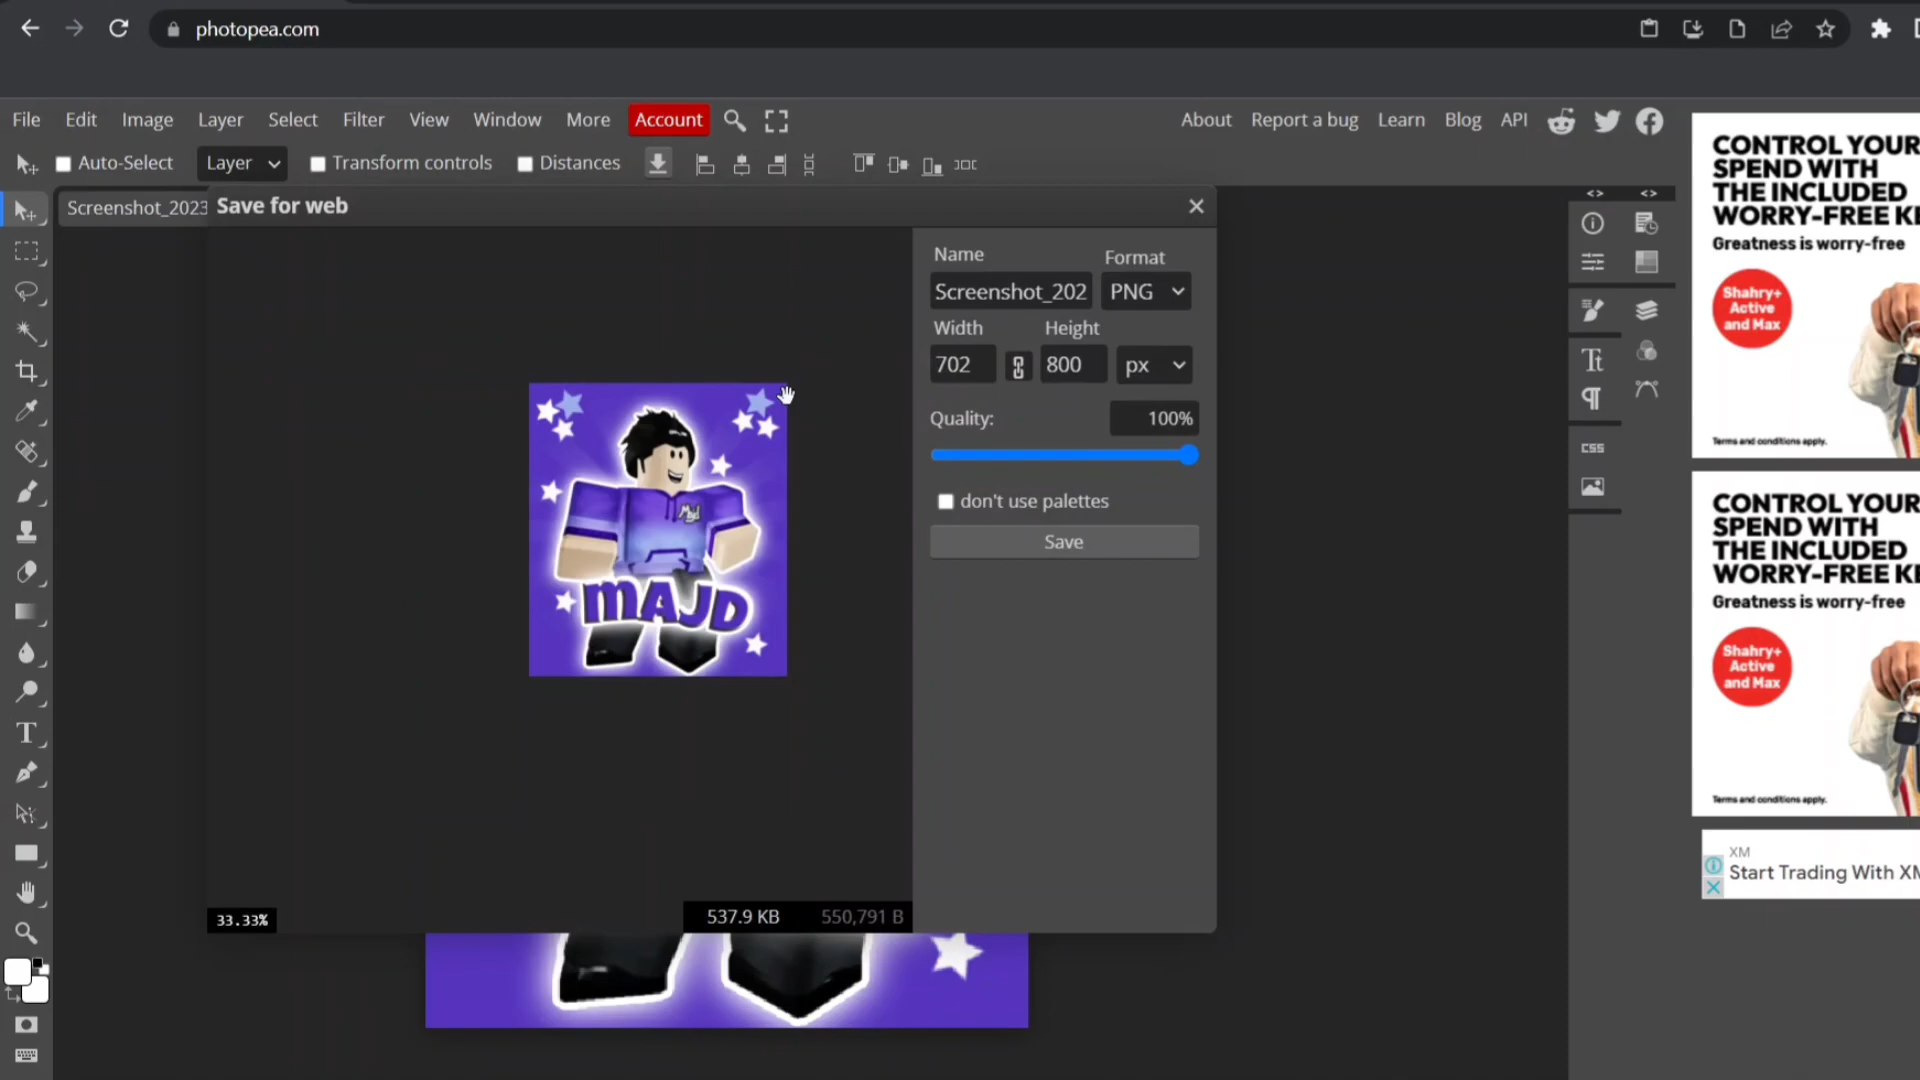 photopea.com
File Edit Image Layer Select Filter View Window More Account
About Report a bug Learn Blog API
Auto-Select Layer Transform controls Distances
Screenshot_2023
Save for web
Name Format
Screenshot_202 PNG
Width Height
702 800 px
Quality: 100%
don't use palettes
Save
Majd
MAJD
33.33%
537.9 KB 550,791 B
CSS
CONTROL YOUR
SPEND WITH
THE INCLUDED
WORRY-FREE
Greatness is worry-free
Shahry+
Active
and Max
Terms and conditions apply.
CONTROL YOUR
SPEND WITH
THE INCLUDED
WORRY-FREE
Greatness is worry-free
Shahry+
Active
and Max
Terms and conditions apply.
XM
Start Trading With XM